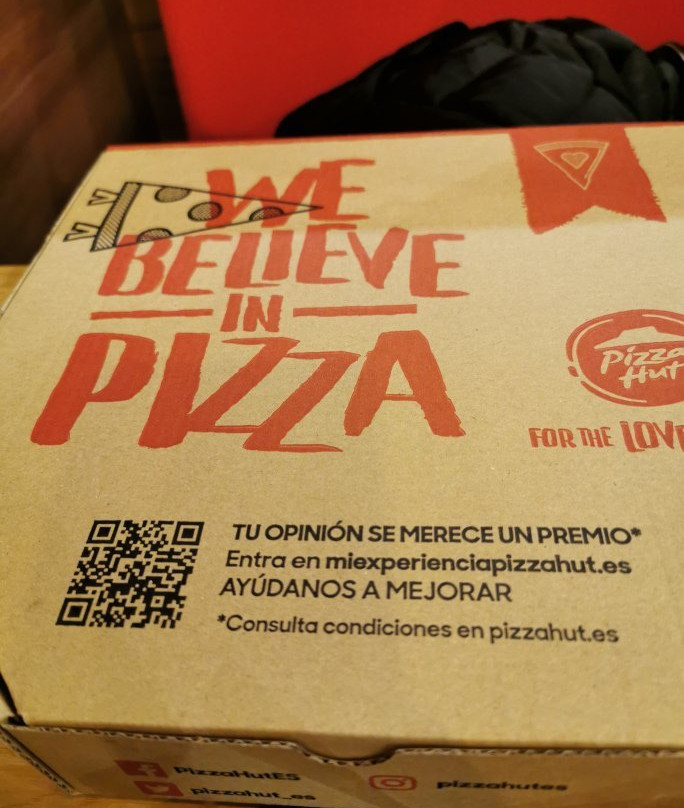 WE
BELIEVE
IN
PIZZA
Pizza
Hut
FOR THE LOVE
TU OPINIÓN SE MERECE UN PREMIO*
Entra en miexperienciapizzahut.es
AYÚDANOS A MEJORAR
*Consulta condiciones en pizzahut.es
PizzaHutES
pizzahutes
pizza_hut_es